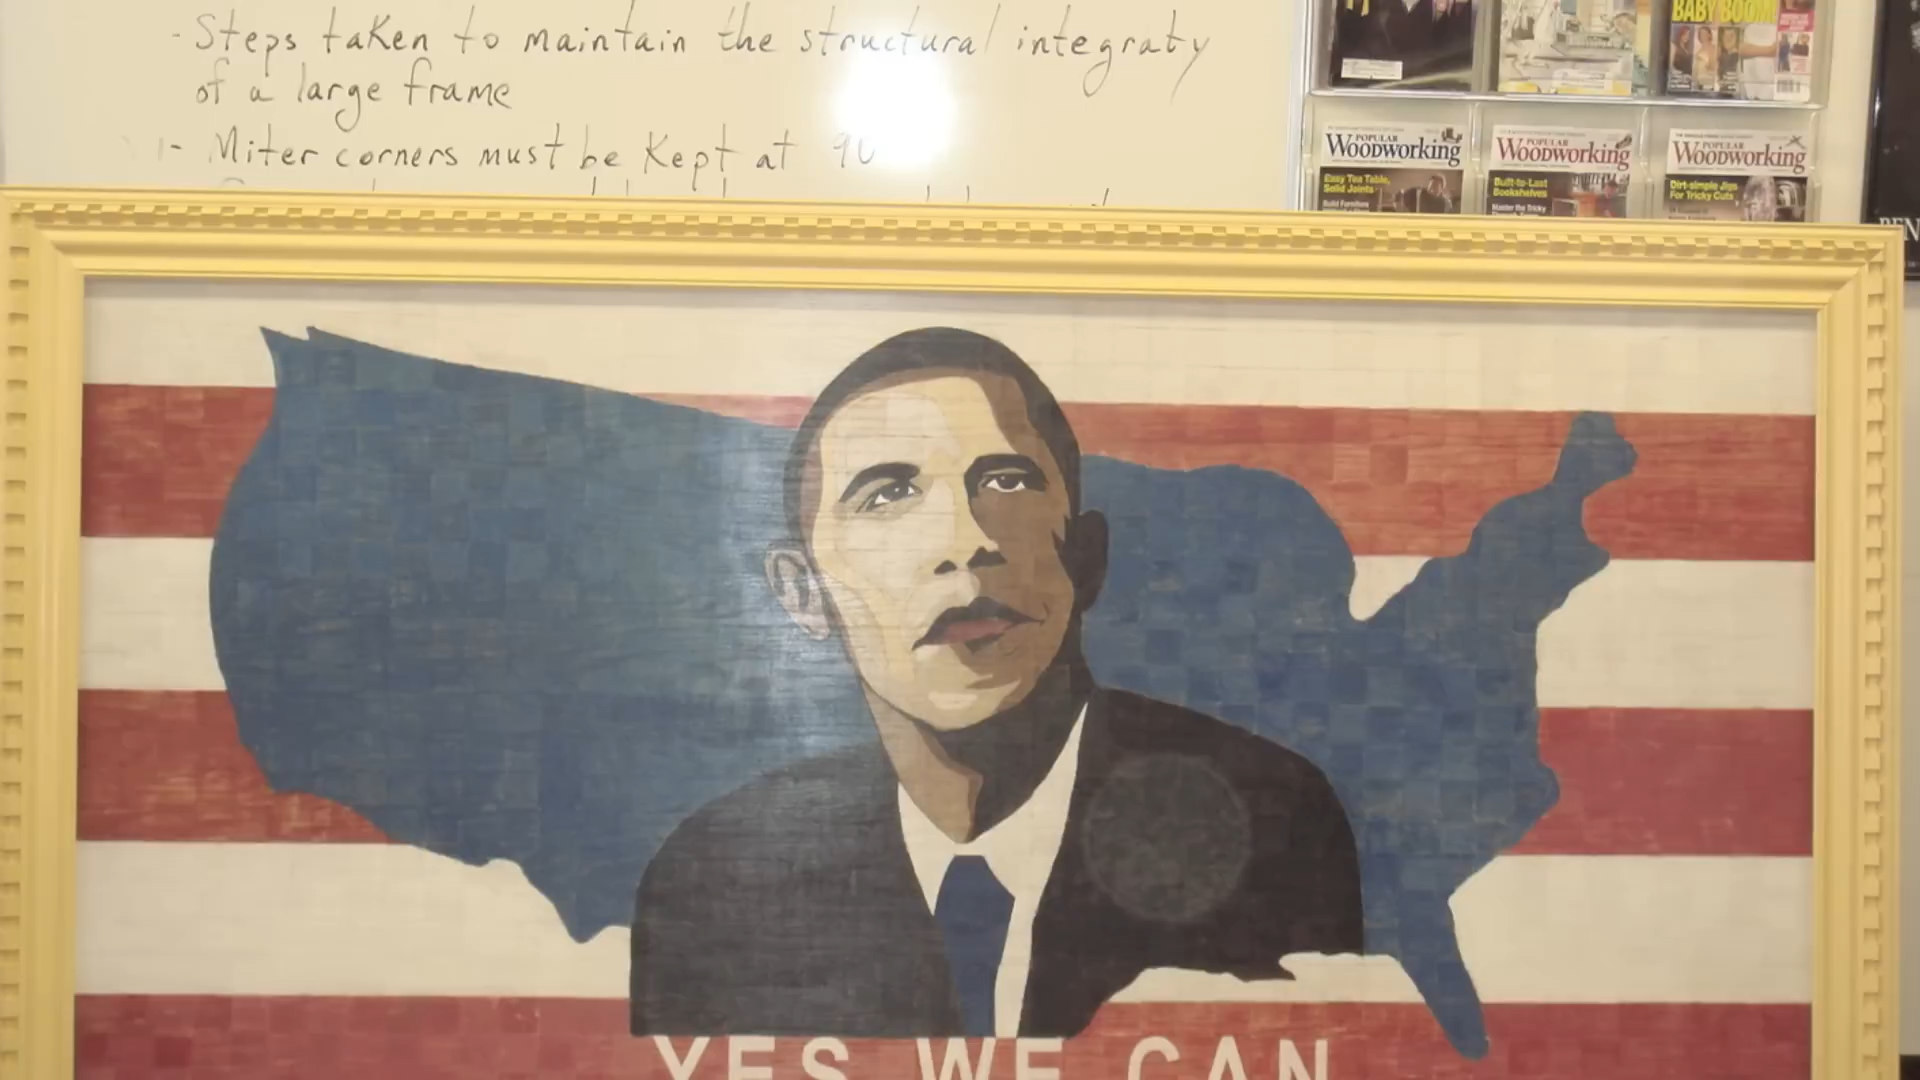 - Steps taken to maintain the structural integraty
of a large frame
- Miter corners must be kept at 90
BABY BOOM!
POPULAR
WOODWORKING
Easy Tea Table,
Solid Joints
Build Furniture
POPULAR
WOODWORKING
Built-to-Last
Bookshelves
Master the Tricky
POPULAR
WOODWORKING
Dirt-simple Jigs
For Tricky Cuts
YES WE CAN